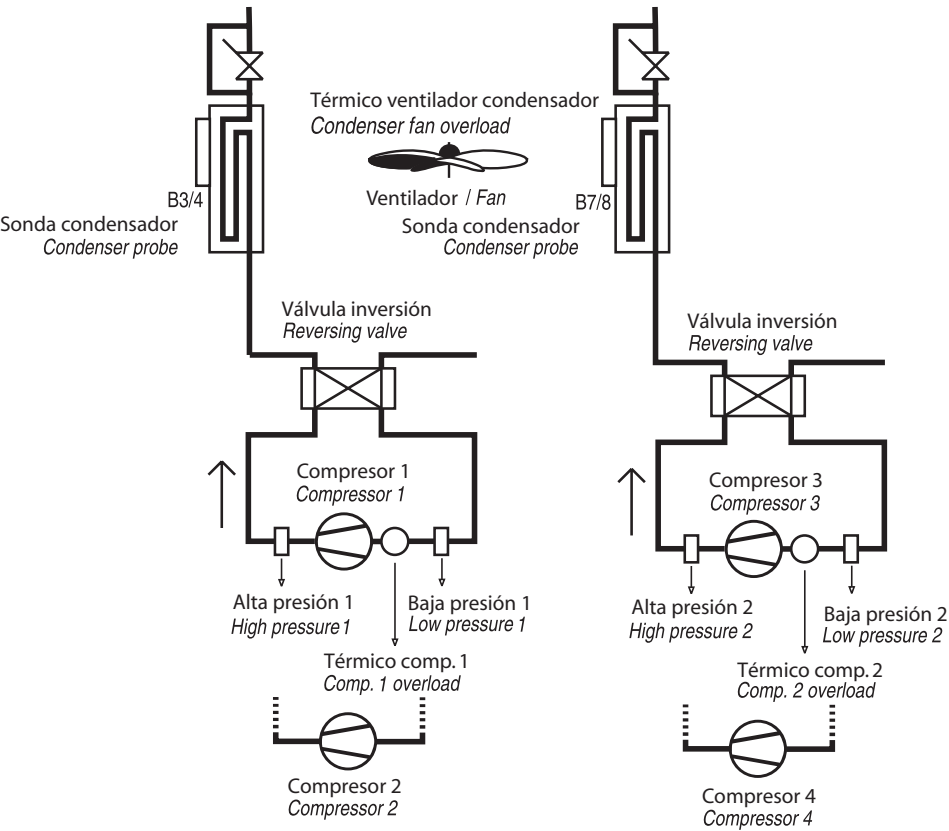 Térmico ventilador condensador
Condenser fan overload
Ventilador / Fan
B3/4
Sonda condensador
Condenser probe
B7/8
Sonda condensador
Condenser probe
Válvula inversión
Reversing valve
Válvula inversión
Reversing valve
Compresor 1
Compressor 1
Compresor 3
Compressor 3
Alta presión 1
High pressure 1
Baja presión 1
Low pressure 1
Alta presión 2
High pressure 2
Baja presión 2
Low pressure 2
Térmico comp. 1
Comp. 1 overload
Térmico comp. 2
Comp. 2 overload
Compresor 2
Compressor 2
Compresor 4
Compressor 4